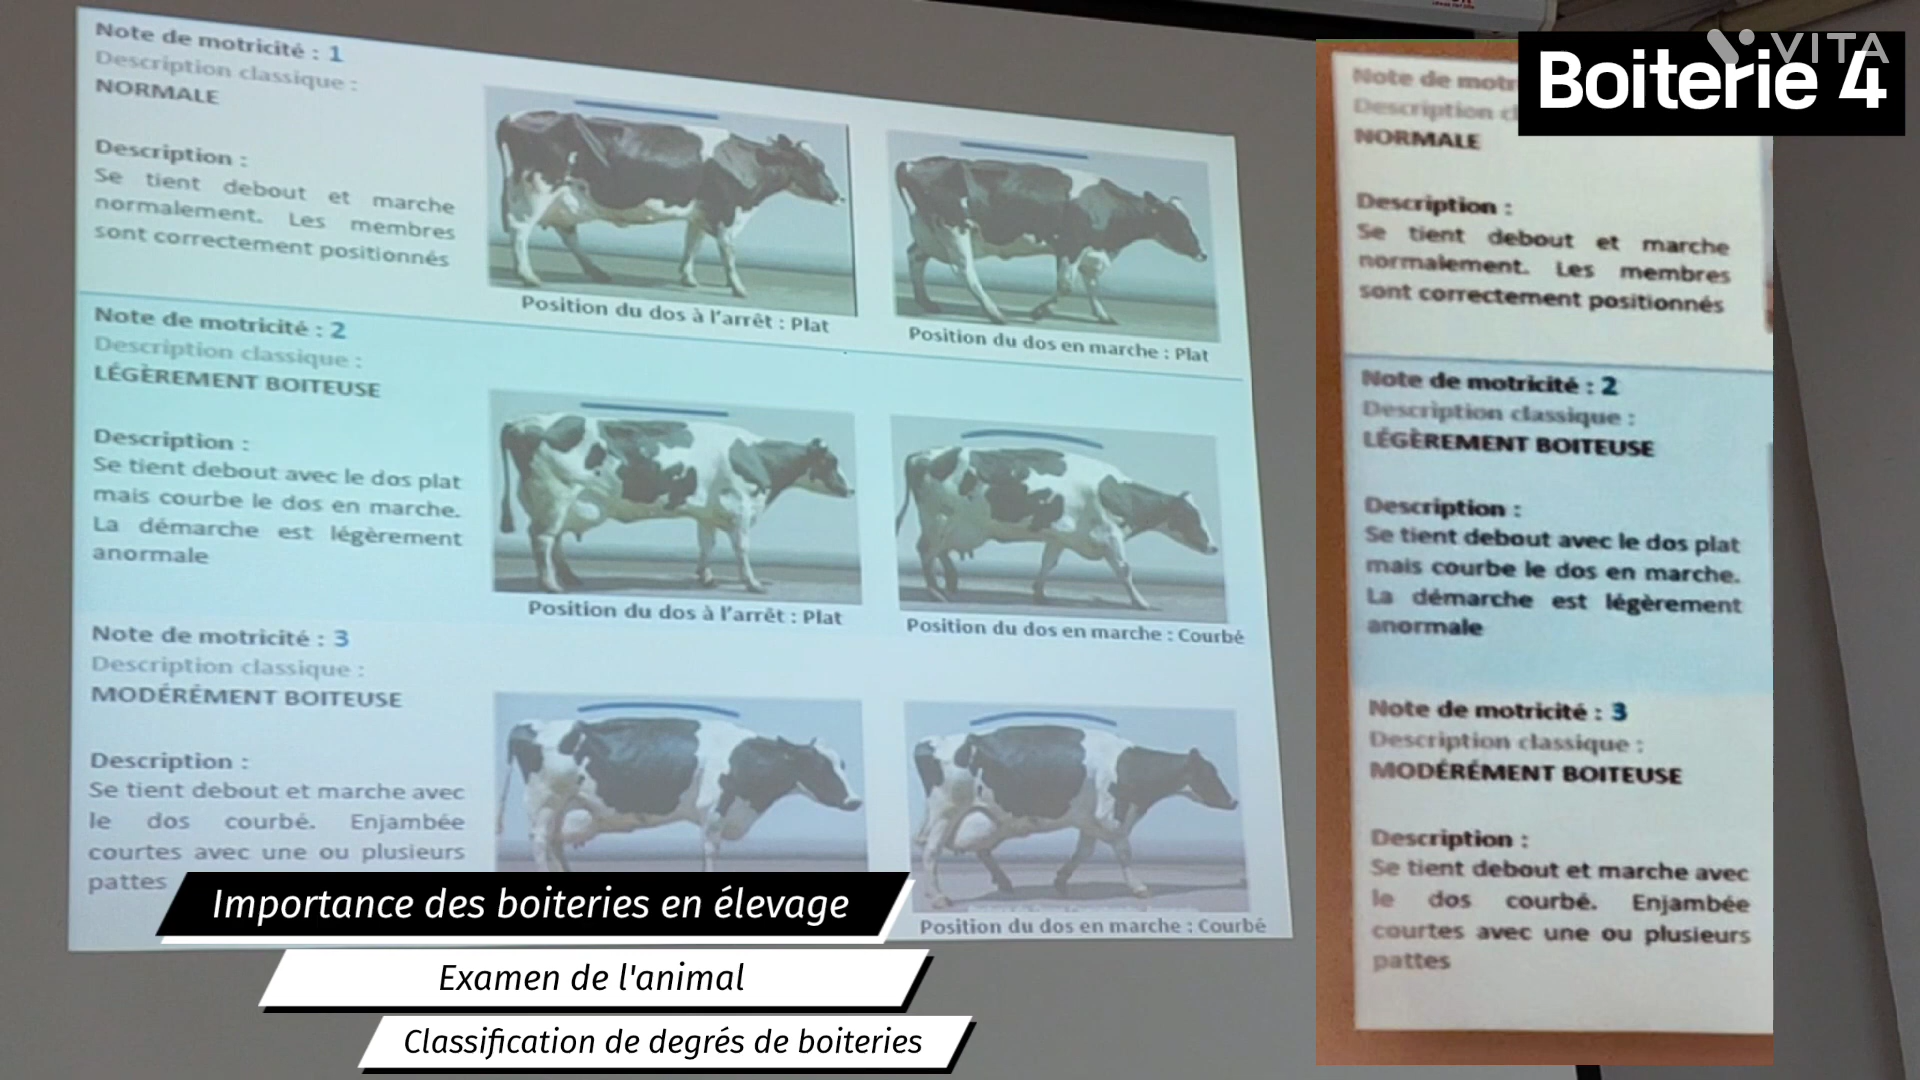 Note de motricité : 1
Description classique :
NORMALE
Description :
Se tient debout et marche
normalement. Les membres
sont correctement positionnés
Position du dos à l'arrêt : Plat
Position du dos en marche : Plat
Note de motricité : 2
Description classique :
LÉGÈREMENT BOITEUSE
Description :
Se tient debout avec le dos plat
mais courbe le dos en marche.
La démarche est légèrement
anormale
Position du dos à l'arrêt : Plat
Position du dos en marche : Courbé
Note de motricité : 3
Description classique :
MODÉRÉMENT BOITEUSE
Description :
Se tient debout et marche avec
le dos courbé. Enjambée
courtes avec une ou plusieurs
pattes
Position du dos en marche : Courbé
Importance des boiteries en élevage
Examen de l'animal
Classification de degrés de boiteries
VITA
Boiterie 4
Note de motr
Description cl
NORMALE
Description :
Se tient debout et marche
normalement. Les membres
sont correctement positionnés
Note de motricité : 2
Description classique :
LÉGÈREMENT BOITEUSE
Description :
Se tient debout avec le dos plat
mais courbe le dos en marche.
La démarche est légèrement
anormale
Note de motricité : 3
Description classique :
MODÉRÉMENT BOITEUSE
Description :
Se tient debout et marche avec
le dos courbé. Enjambée
courtes avec une ou plusieurs
pattes